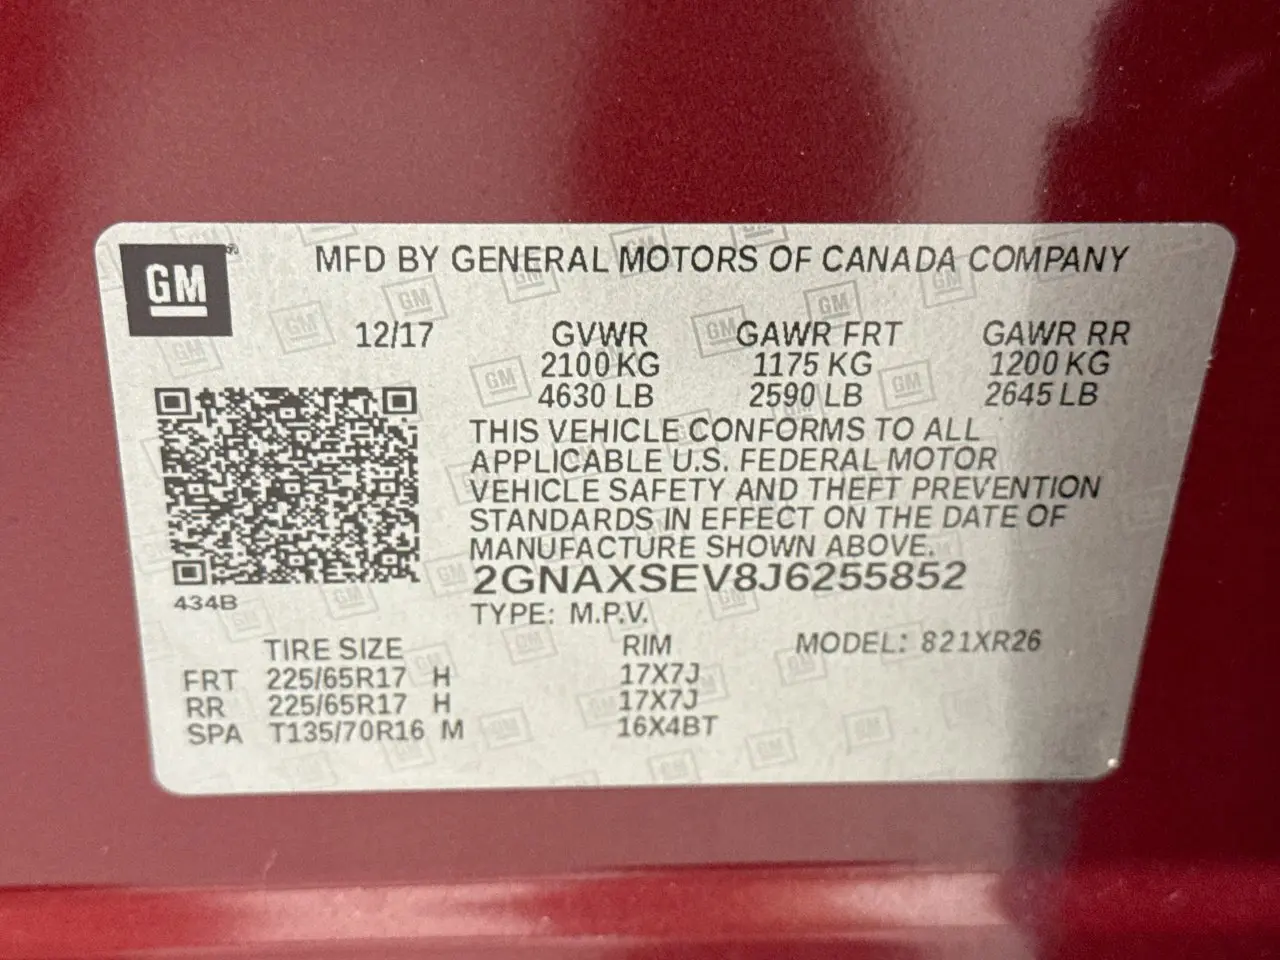 GM
MFD BY GENERAL MOTORS OF CANADA COMPANY
12/17 GVWR GAWR FRT GAWR RR
2100 KG 1175 KG 1200 KG
4630 LB 2590 LB 2645 LB
THIS VEHICLE CONFORMS TO ALL
APPLICABLE U.S. FEDERAL MOTOR
VEHICLE SAFETY AND THEFT PREVENTION
STANDARDS IN EFFECT ON THE DATE OF
MANUFACTURE SHOWN ABOVE.
2GNAXSEV8J6255852
434B
TYPE: M.P.V.
TIRE SIZE RIM MODEL: 821XR26
FRT 225/65R17 H 17X7J
RR 225/65R17 H 17X7J
SPA T135/70R16 M 16X4BT